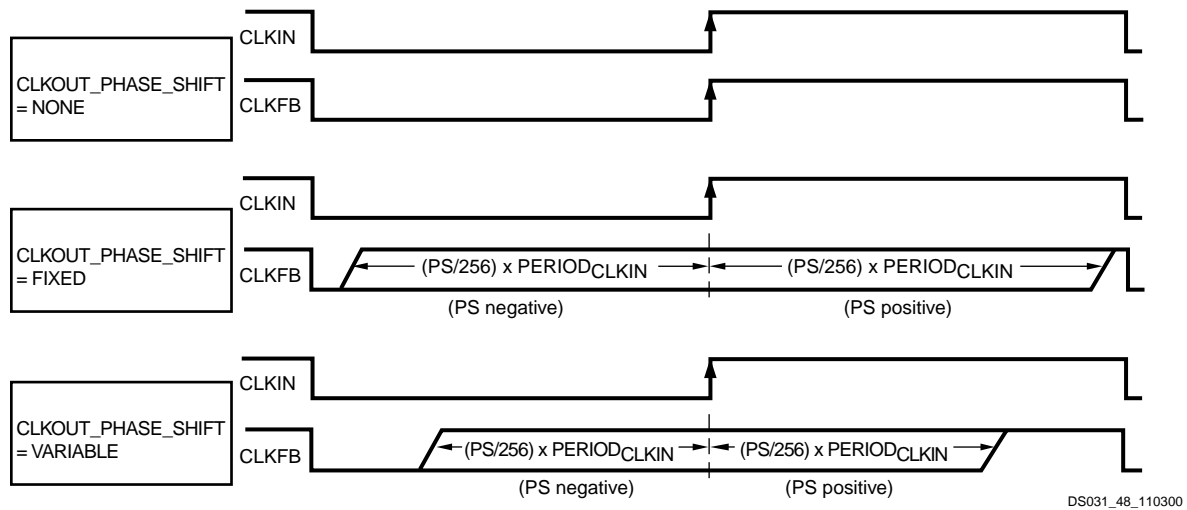 CLKIN
CLKOUT_PHASE_SHIFT
= NONE
CLKFB
CLKIN
CLKOUT_PHASE_SHIFT
= FIXED
CLKFB
(PS/256) x PERIODCLKIN
(PS/256) x PERIODCLKIN
(PS negative)
(PS positive)
CLKIN
CLKOUT_PHASE_SHIFT
= VARIABLE
CLKFB
(PS/256) x PERIODCLKIN
(PS/256) x PERIODCLKIN
(PS negative)
(PS positive)
DS031_48_110300